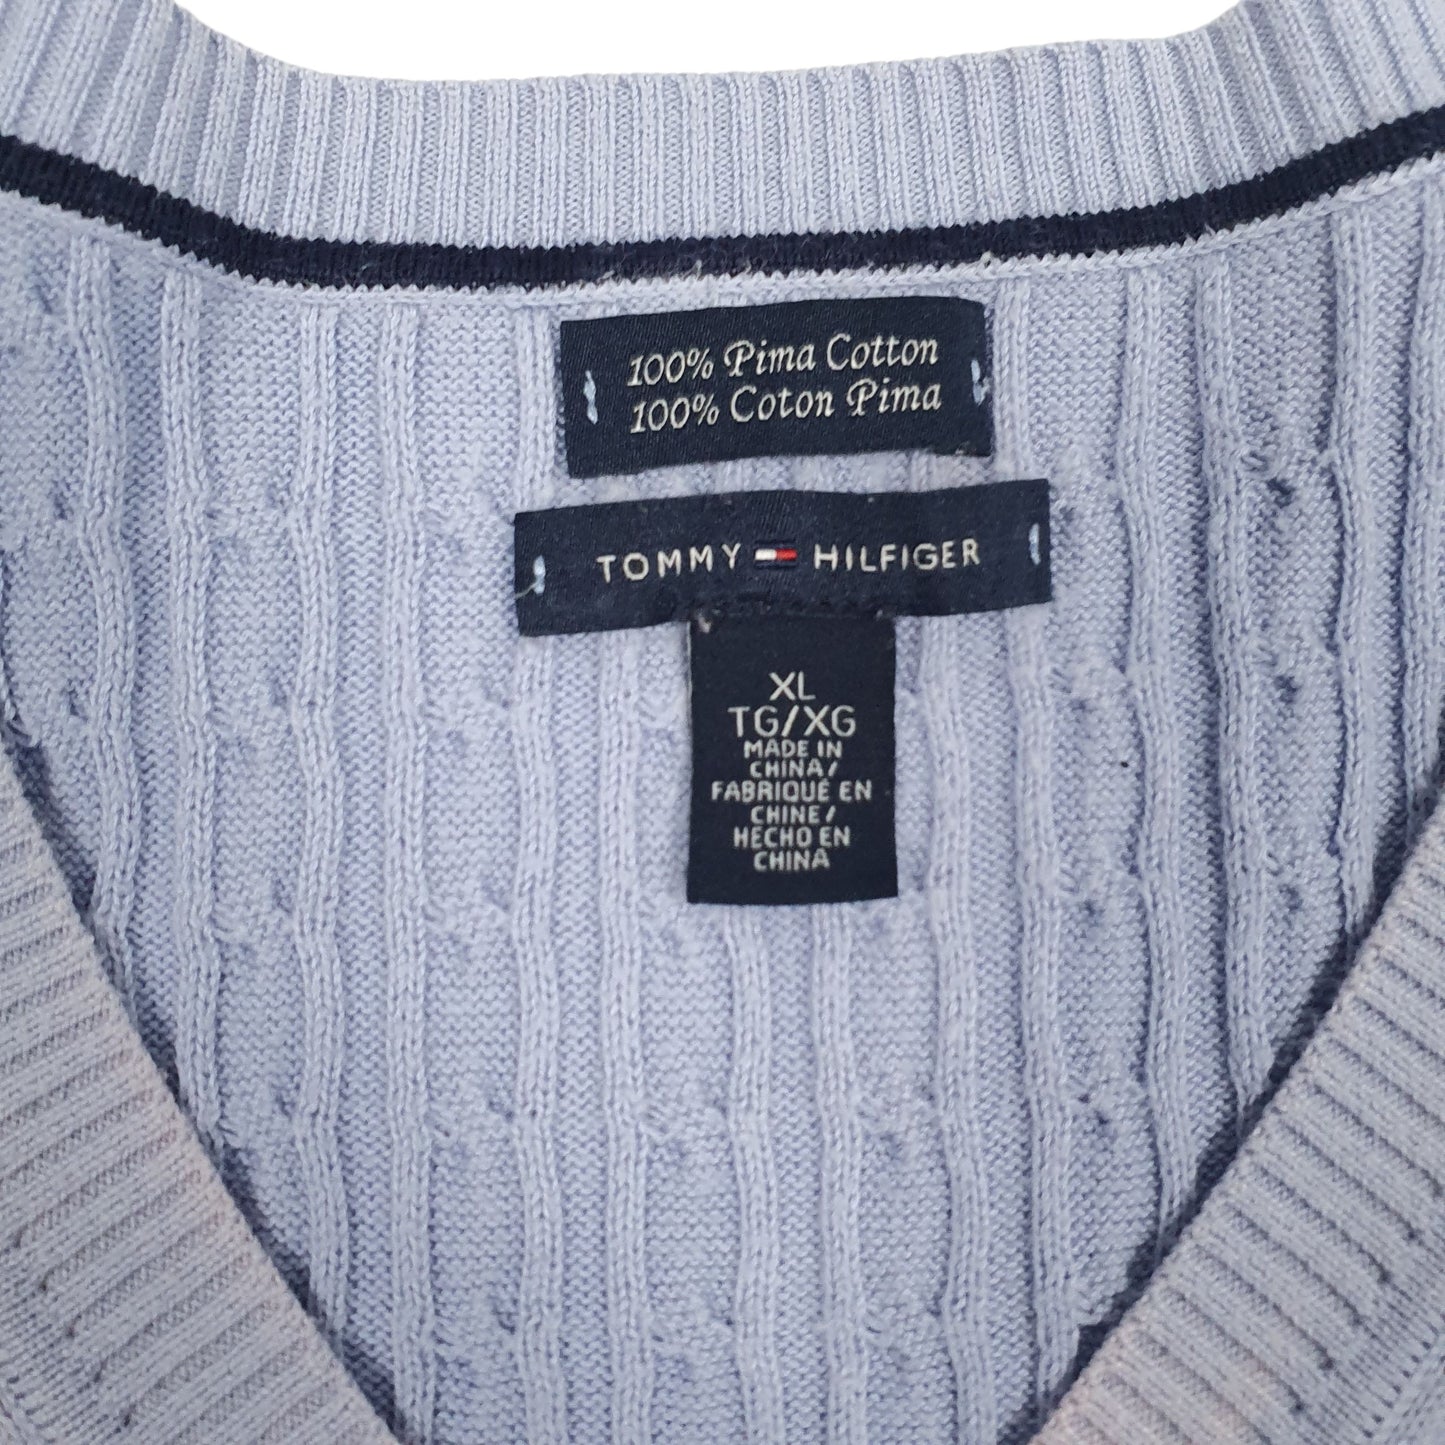 100% Pima Cotton
100% Coton Pima
TOMMY HILFIGER
XL
TG/XG
MADE IN
CHINA/
FABRIQUÉ EN
CHINE/
HECHO EN
CHINA